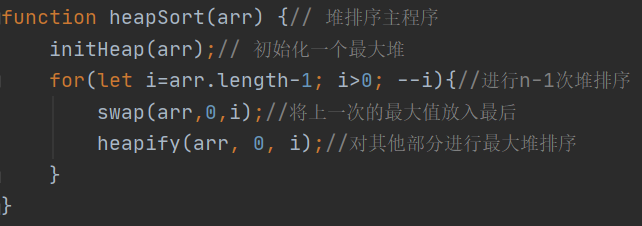 function heapSort(arr) {// 堆排序主程序
    initHeap(arr);// 初始化一个最大堆
    for(let i=arr.length-1; i>0; --i){//进行n-1次堆排序
        swap(arr,0,i);//将上一次的最大值放入最后
        heapify(arr, 0, i);//对其他部分进行最大堆排序
    }
}